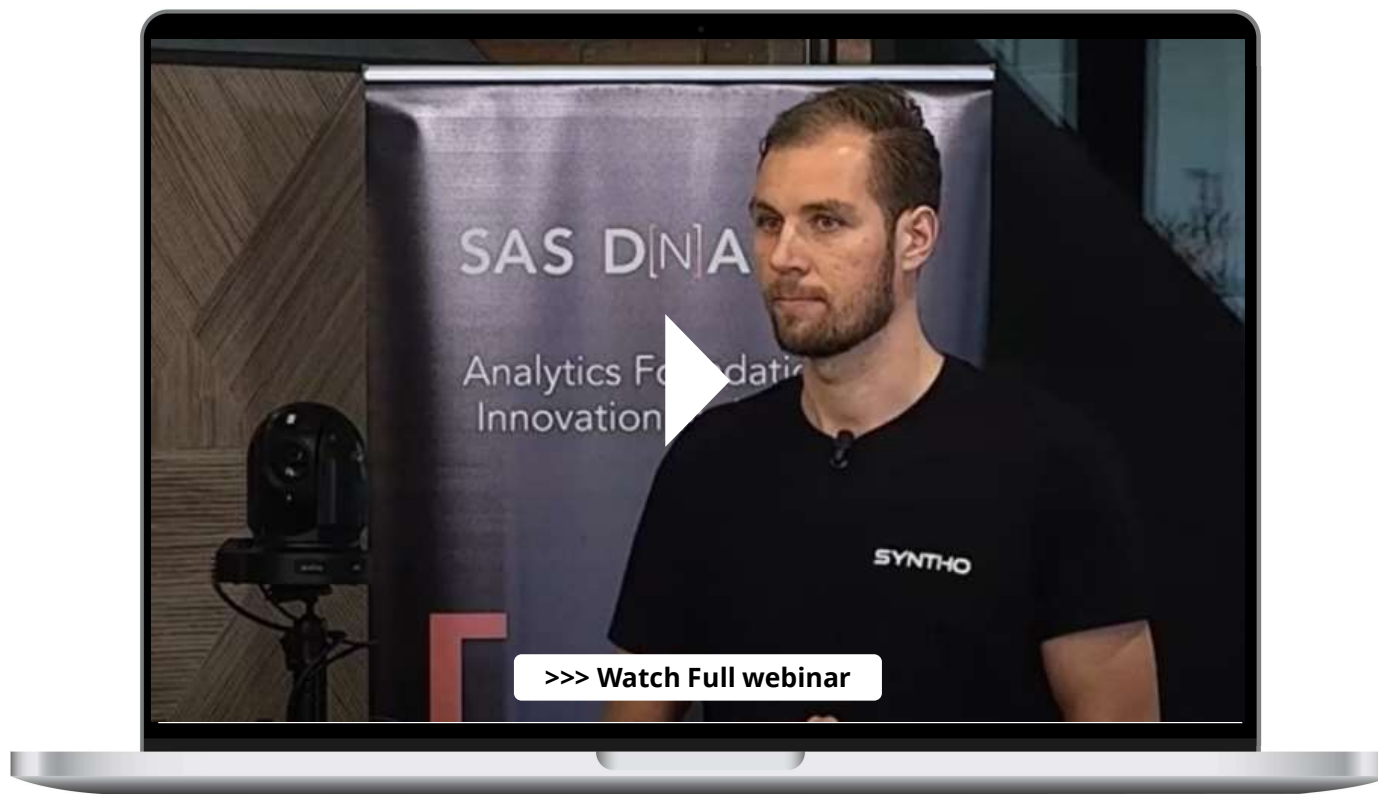 SAS D[N]A
Analytics
Innovation
SYNTHO
>>> Watch Full webinar